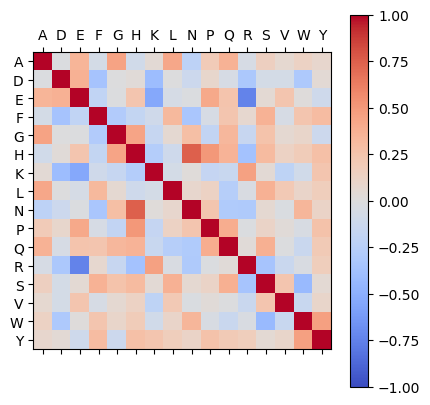 A D E F G H K L N P Q R S V W Y
A
D
E
F
G
H
K
L
N
P
Q
R
S
V
W
Y
1.00
0.75
0.50
0.25
0.00
−0.25
−0.50
−0.75
−1.00